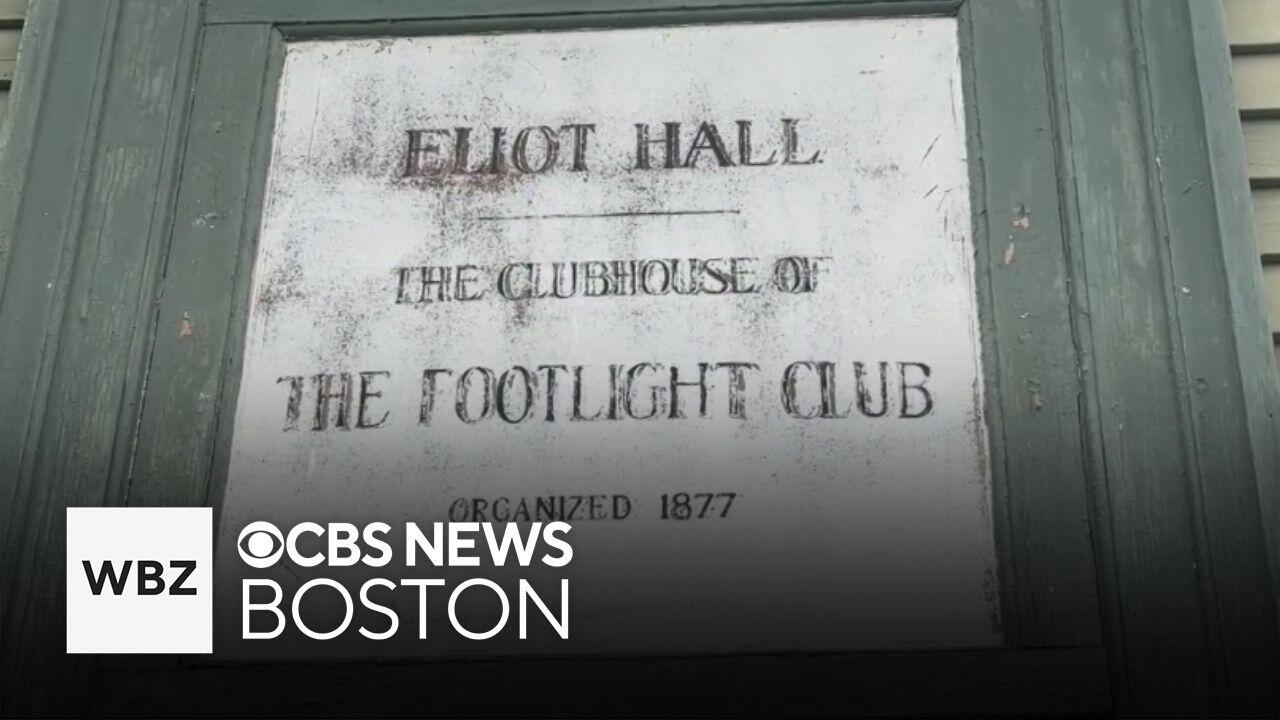 ELIOT HALL
THE CLUBHOUSE OF
THE FOOTLIGHT CLUB
ORGANIZED 1877
WBZ
CBS NEWS
BOSTON